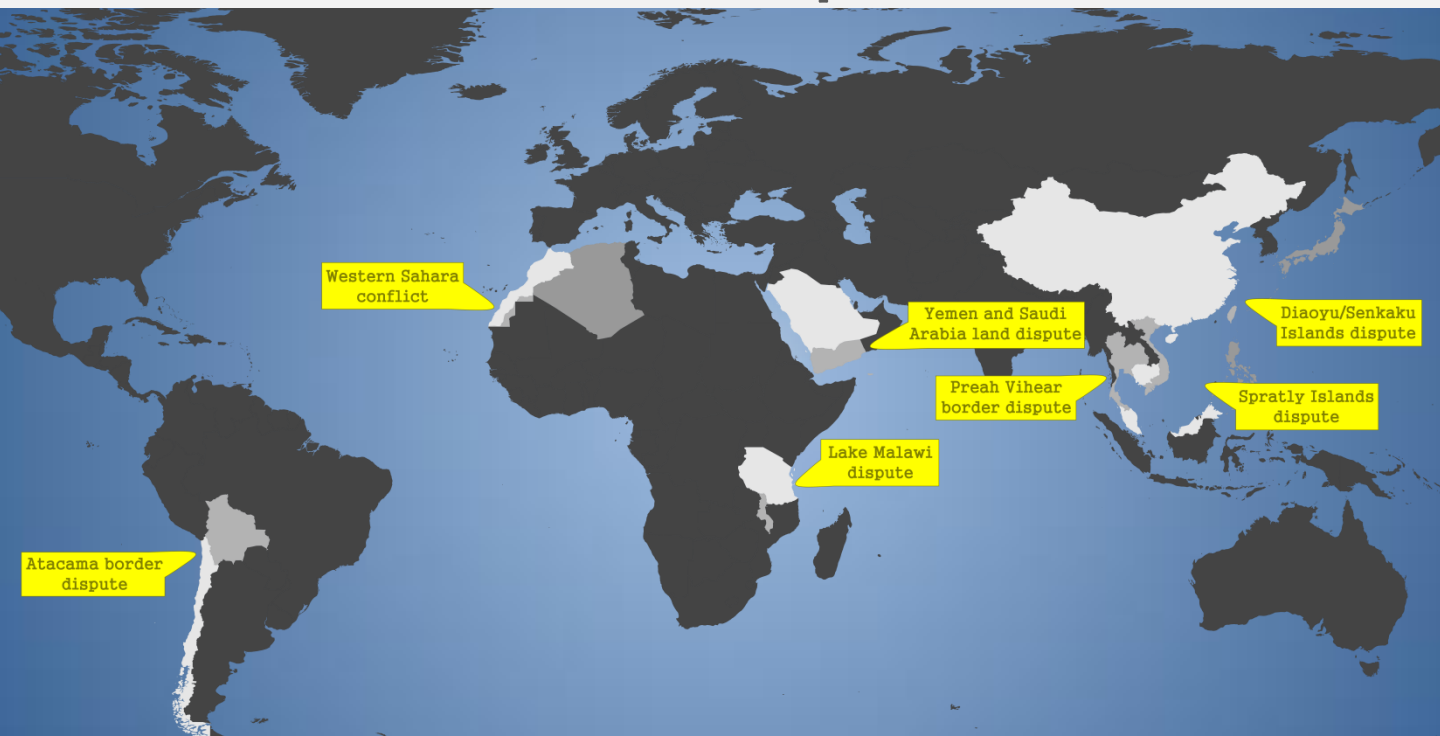 Western Sahara
conflict
Yemen and Saudi
Arabia land dispute
Diaoyu/Senkaku
Islands dispute
Preah Vihear
border dispute
Spratly Islands
dispute
Lake Malawi
dispute
Atacama border
dispute